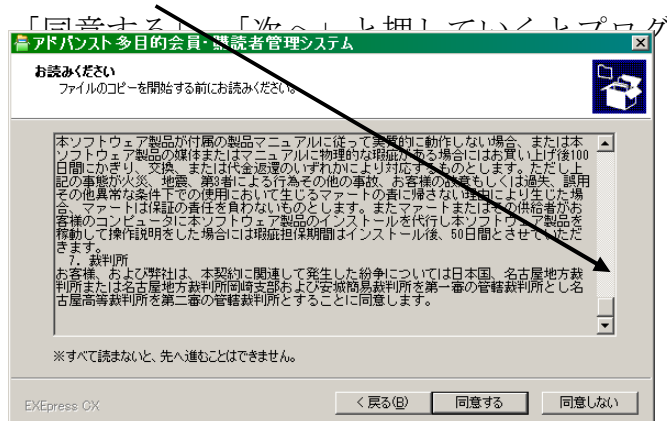 「同意する」、「次へ」と押していくとプログ
アドバンスト多目的会員・購読者管理システム
お読みください
ファイルのコピーを開始する前にお読みください。
本ソフトウェア製品が付属の製品マニュアルに従って実質的に動作しない場合、または本
ソフトウェア製品の媒体またはマニュアルに物理的な瑕疵がある場合にはお買い上げ後100
日間にかぎり、交換、または代金返還のいずれかにより対応するものとします。ただし上
記の事態が火災、地震、第3者による行為その他の事故、お客様の故意もしくは過失、誤用
その他異常な条件下での使用において生じるマァートの責に帰さない理由により生じた場
合、マァートは保証の責任を負わないものとします。またマァートまたはその供給者がお
客様のコンピュータに本ソフトウェア製品のインストールを代行し本ソフトウェア製品を
稼動して操作説明をした場合には瑕疵担保期間はインストール後、50日間とさせていただ
きます。
7. 裁判所
お客様、および弊社は、本契約に関連して発生した紛争については日本国、名古屋地方裁
判所または名古屋地方裁判所岡崎支部および安城簡易裁判所を第一審の管轄裁判所とし名
古屋高等裁判所を第二審の管轄裁判所とすることに同意します。
※すべて読まないと、先へ進むことはできません。
EXEpress CX
< 戻る(B)
同意する
同意しない